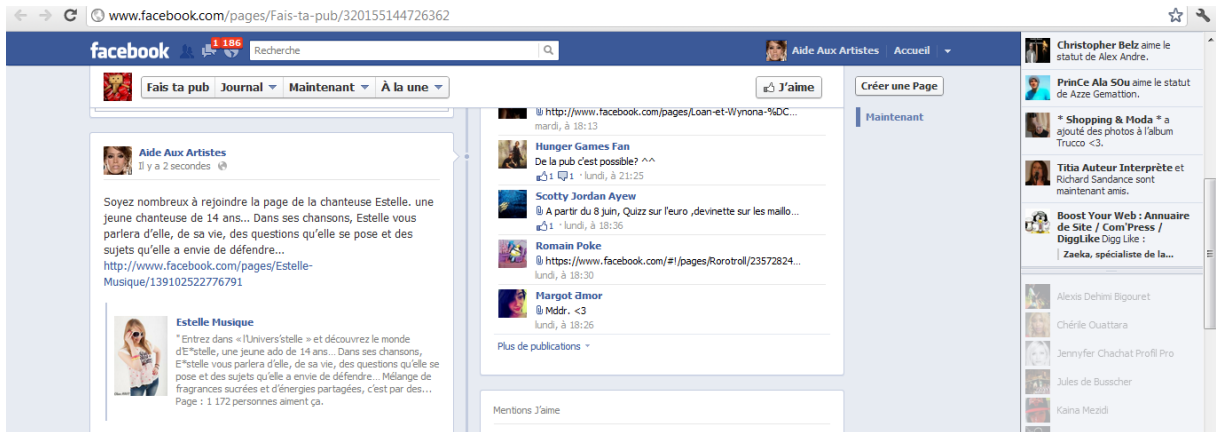 www.facebook.com/pages/Fais-ta-pub/320155144726362
facebook
1 186
Recherche
Aide Aux Artistes
Accueil
Fais ta pub
Journal
Maintenant
À la une
J'aime
Créer une Page
Maintenant
Aide Aux Artistes
Il y a 2 secondes
Soyez nombreux à rejoindre la page de la chanteuse Estelle. une
jeune chanteuse de 14 ans... Dans ses chansons, Estelle vous
parlera d'elle, de sa vie, des questions qu'elle se pose et des
sujets qu'elle a envie de défendre...
http://www.facebook.com/pages/Estelle-
Musique/139102522776791
Estelle Musique
"Entrez dans « l'Univers'stelle » et découvrez le monde
d'E*stelle, une jeune ado de 14 ans... Dans ses chansons,
E*stelle vous parlera d'elle, de sa vie, des questions qu'elle se
pose et des sujets qu'elle a envie de défendre... Mélange de
fragrances sucrées et d'énergies partagées, c'est par des...
Page : 1 172 personnes aiment ça.
http://www.facebook.com/pages/Loan-et-Wynona-%DC...
mardi, à 18:13
Hunger Games Fan
De la pub c'est possible? ^^
1 1 · lundi, à 21:25
Scotty Jordan Ayew
A partir du 8 juin, Quizz sur l'euro ,devinette sur les maillo...
1 · lundi, à 18:36
Romain Poke
https://www.facebook.com/#!/pages/Rorotroll/23572824...
lundi, à 18:30
Margot Əmor
Mddr. <3
lundi, à 18:26
Plus de publications
Mentions J'aime
Christopher Belz aime le
statut de Alex Andre.
PrinCe Ala SOu aime le statut
de Azze Gemattion.
* Shopping & Moda * a
ajouté des photos à l'album
Trucco <3.
Titia Auteur Interprète et
Richard Sandance sont
maintenant amis.
Boost Your Web : Annuaire
de Site / Com'Press /
DiggLike Digg Like :
Zaeka, spécialiste de la...
Alexis Dehimi Bigouret
Chérile Ouattara
Jennyfer Chachat Profil Pro
Jules de Busscher
Kaina Mezidi